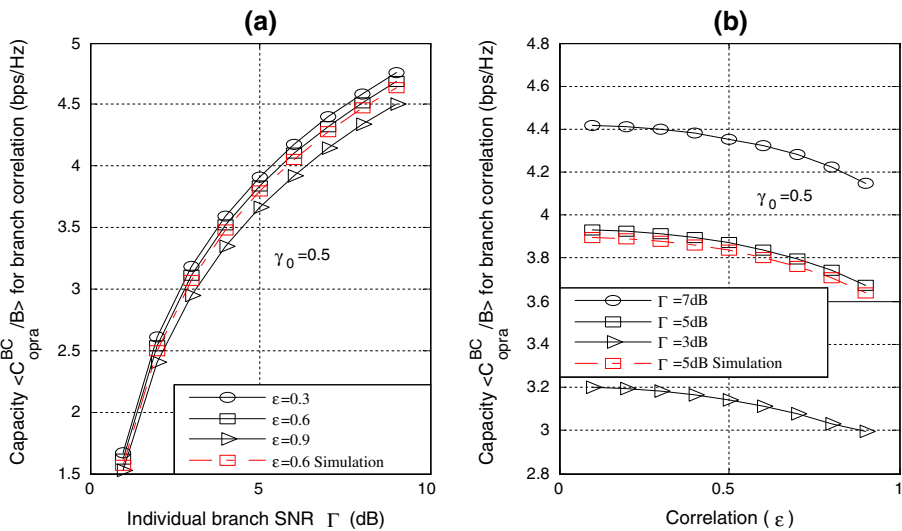 (a)
Capacity <C^BC_opra/B> for branch correlation (bps/Hz)
5
4.5
4
3.5
3
2.5
2
1.5
0
5
10
γ_0=0.5
ε=0.3
ε=0.6
ε=0.9
ε=0.6 Simulation
Individual branch SNR Γ (dB)
(b)
Capacity <C^BC_opra/B> for branch correlation (bps/Hz)
4.8
4.6
4.4
4.2
4
3.8
3.6
3.4
3.2
3
2.8
0
0.5
1
γ_0=0.5
Γ=7dB
Γ=5dB
Γ=3dB
Γ=5dB Simulation
Correlation (ε)